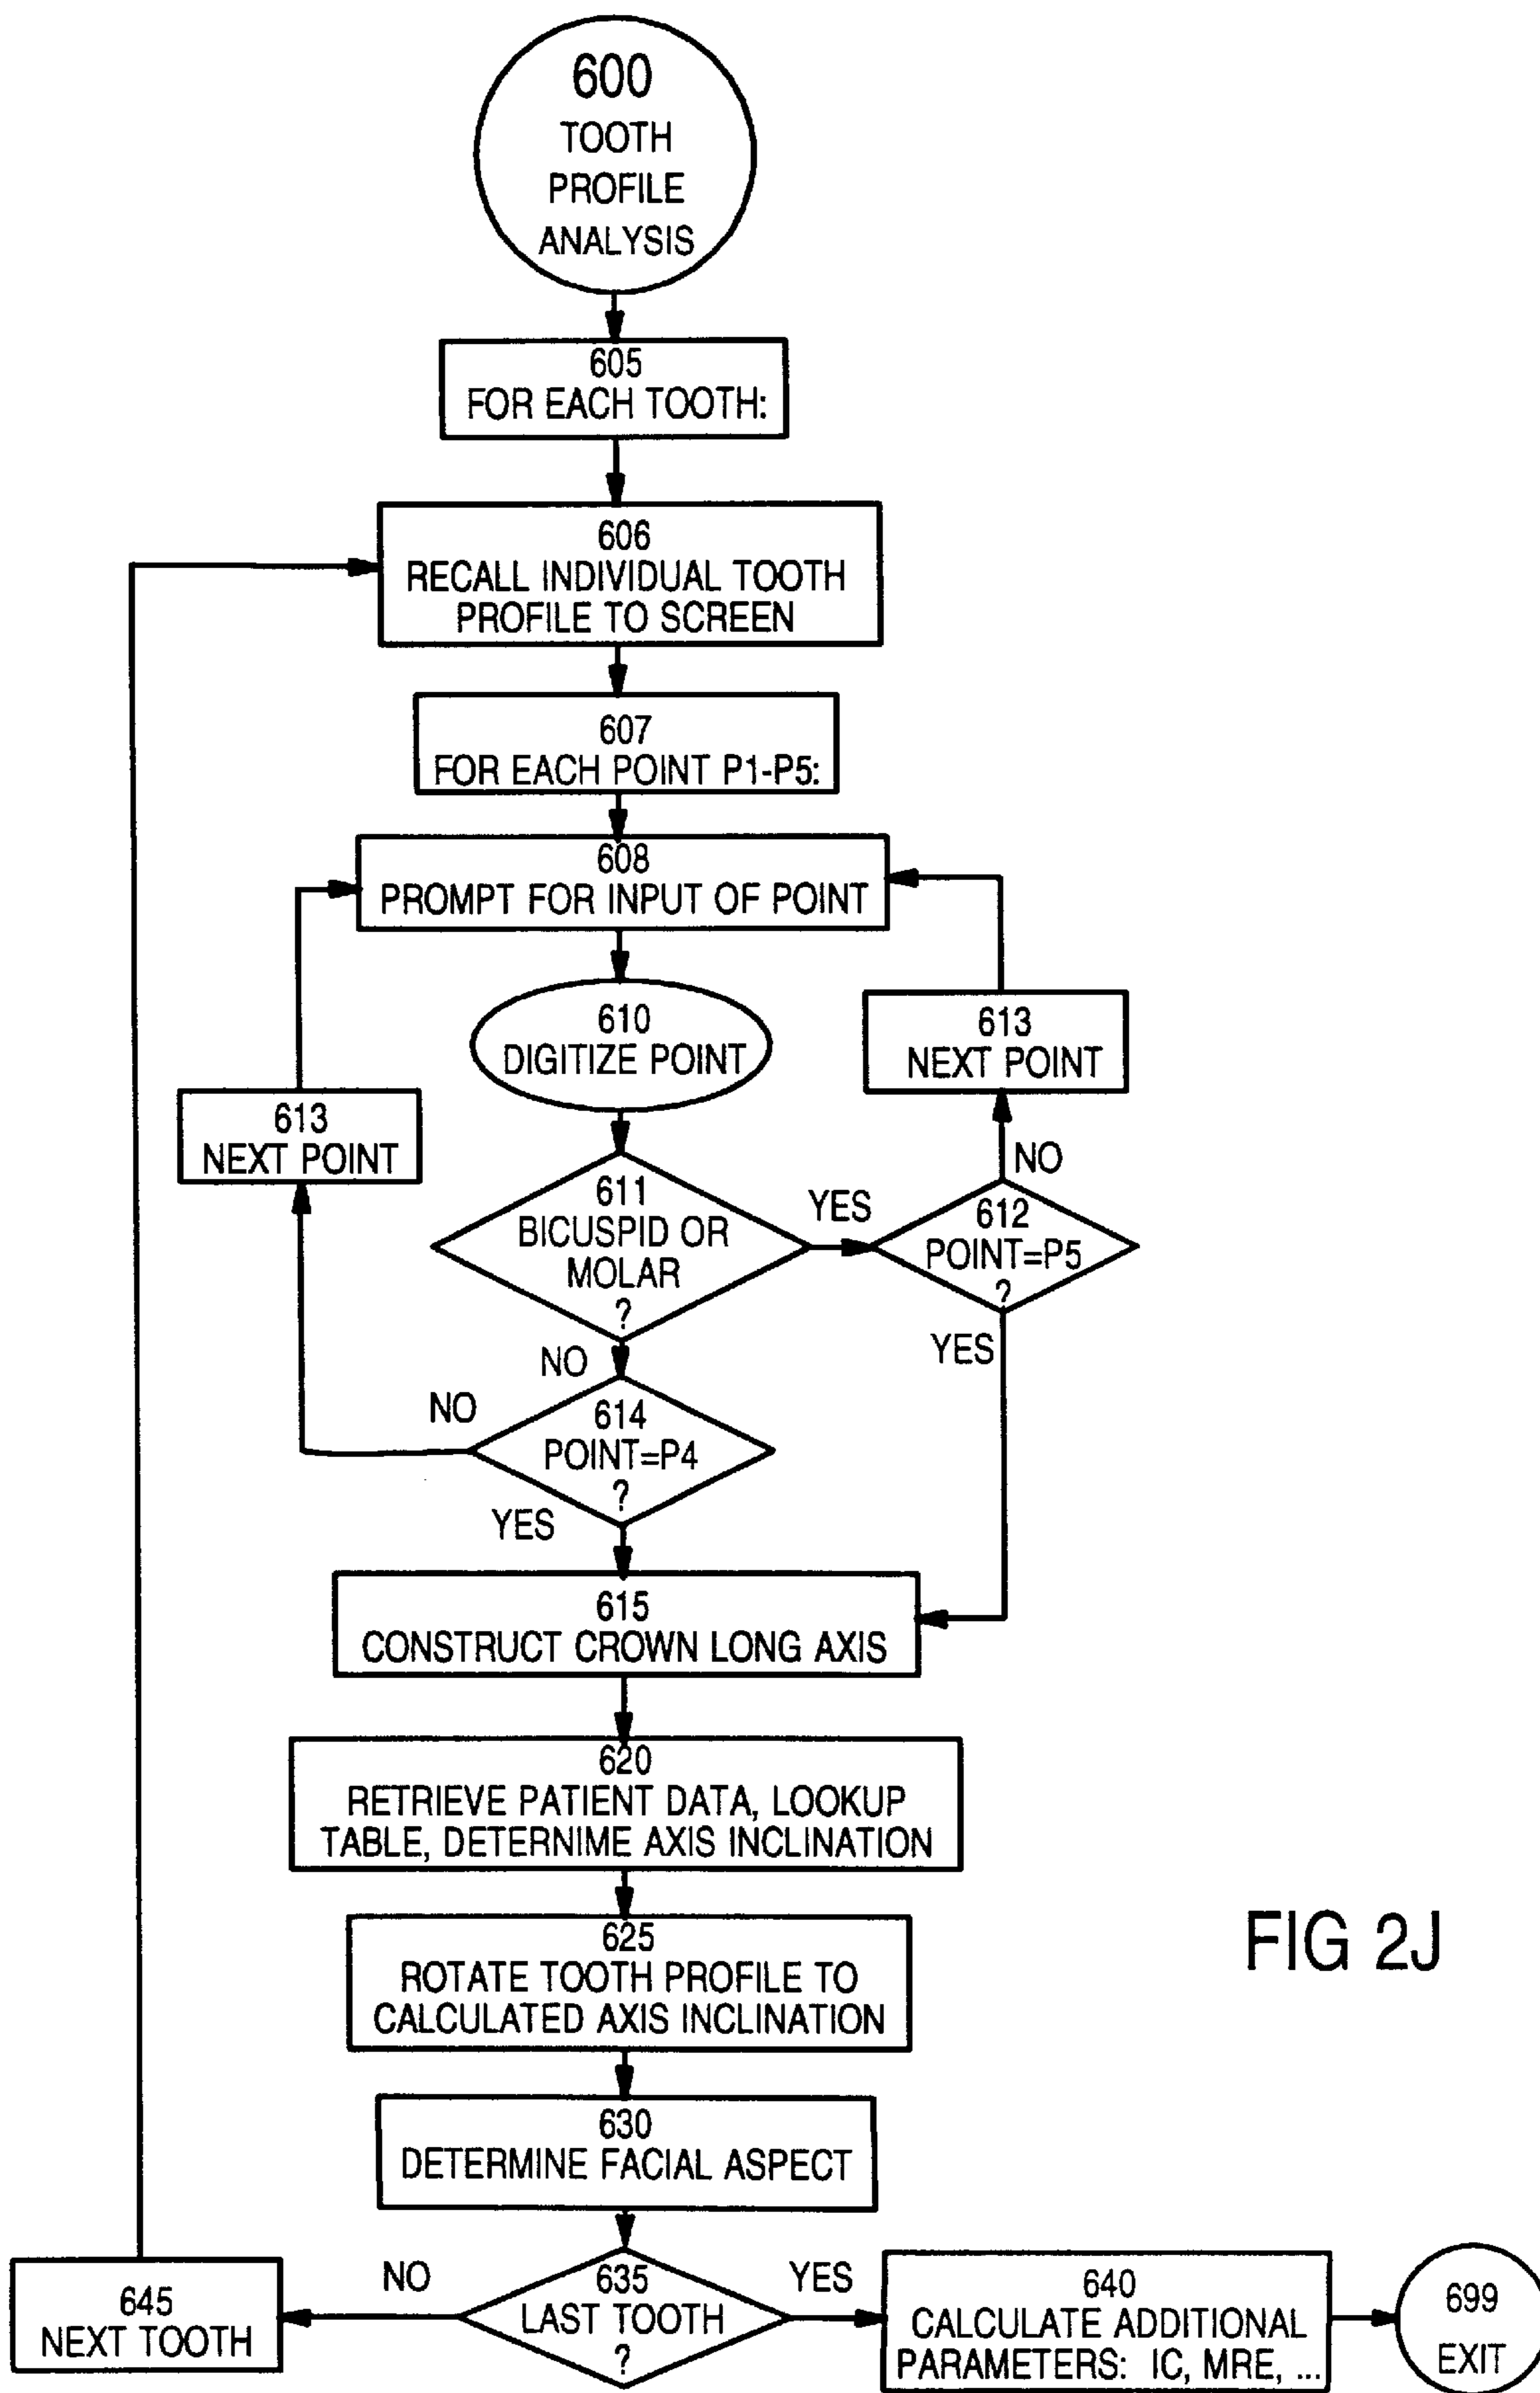 600
TOOTH
PROFILE
ANALYSIS
605
FOR EACH TOOTH:
606
RECALL INDIVIDUAL TOOTH
PROFILE TO SCREEN
607
FOR EACH POINT P1-P5:
608
PROMPT FOR INPUT OF POINT
610
DIGITIZE POINT
613
NEXT POINT
613
NEXT POINT
NO
611
BICUSPID OR
MOLAR
?
YES
612
POINT=P5
?
YES
NO
NO
614
POINT=P4
?
YES
615
CONSTRUCT CROWN LONG AXIS
620
RETRIEVE PATIENT DATA, LOOKUP
TABLE, DETERNIME AXIS INCLINATION
625
ROTATE TOOTH PROFILE TO
CALCULATED AXIS INCLINATION
FIG 2J
630
DETERMINE FACIAL ASPECT
635
LAST TOOTH
?
NO
YES
645
NEXT TOOTH
640
CALCULATE ADDITIONAL
PARAMETERS: IC, MRE, ...
699
EXIT